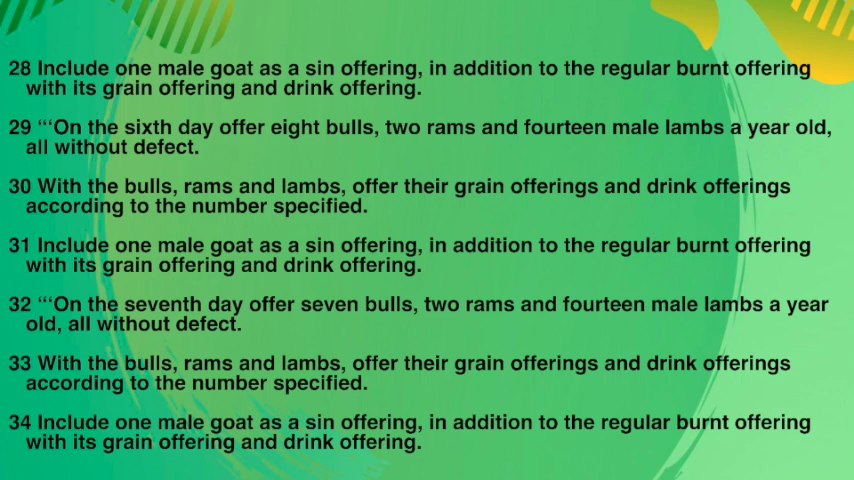 28 Include one male goat as a sin offering, in addition to the regular burnt offering
with its grain offering and drink offering.
29 “‘On the sixth day offer eight bulls, two rams and fourteen male lambs a year old,
all without defect.
30 With the bulls, rams and lambs, offer their grain offerings and drink offerings
according to the number specified.
31 Include one male goat as a sin offering, in addition to the regular burnt offering
with its grain offering and drink offering.
32 “‘On the seventh day offer seven bulls, two rams and fourteen male lambs a year
old, all without defect.
33 With the bulls, rams and lambs, offer their grain offerings and drink offerings
according to the number specified.
34 Include one male goat as a sin offering, in addition to the regular burnt offering
with its grain offering and drink offering.